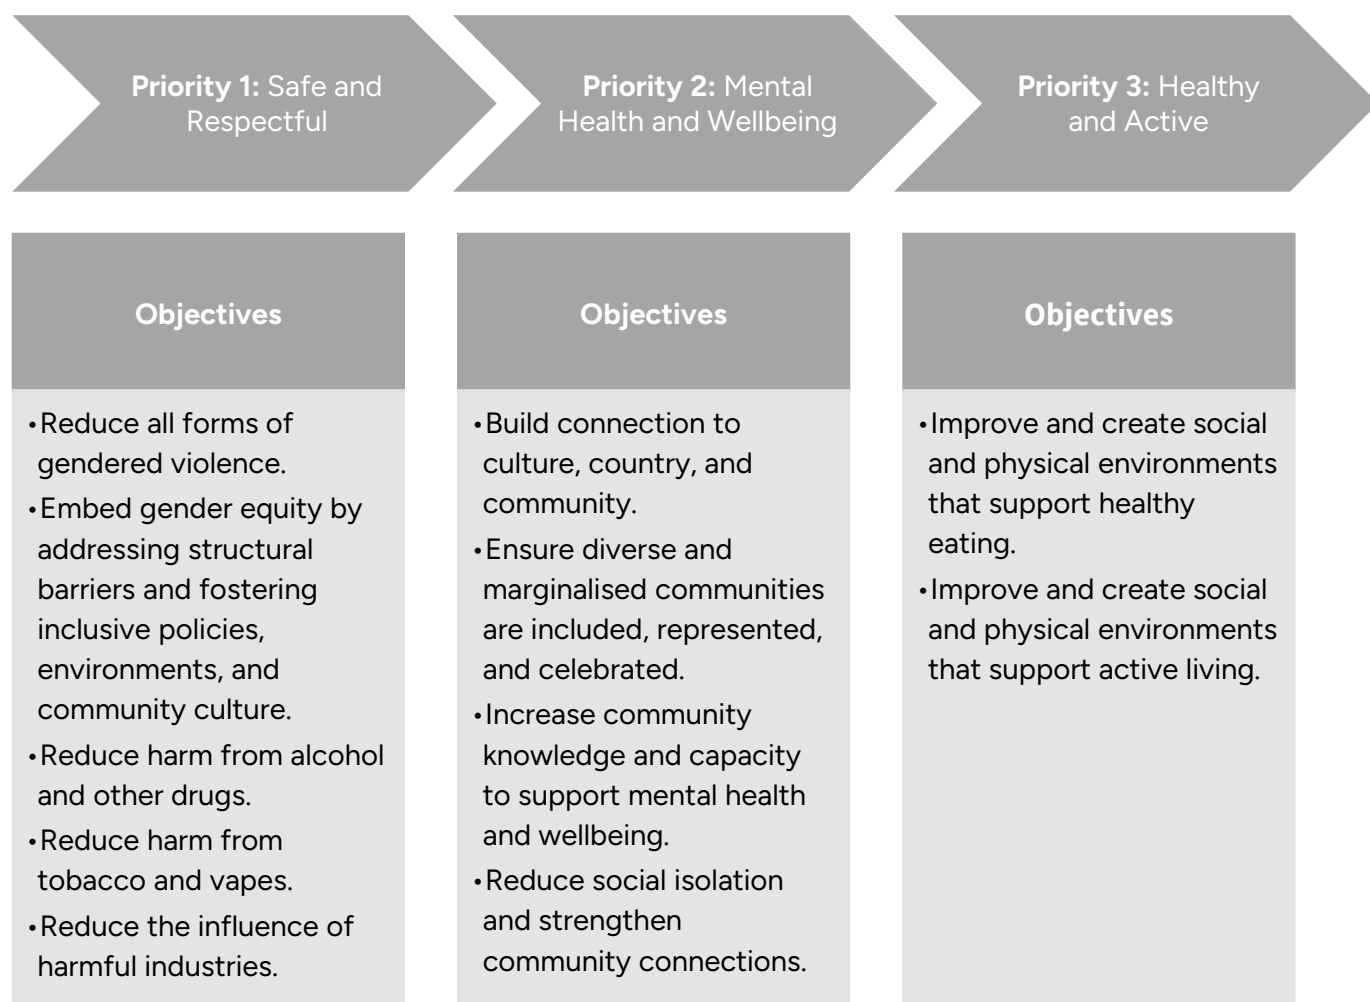 Priority 1: Safe and
Respectful
Priority 2: Mental
Health and Wellbeing
Priority 3: Healthy
and Active
Objectives
•Reduce all forms of
gendered violence.
•Embed gender equity by
addressing structural
barriers and fostering
inclusive policies,
environments, and
community culture.
•Reduce harm from alcohol
and other drugs.
•Reduce harm from
tobacco and vapes.
•Reduce the influence of
harmful industries.
Objectives
•Build connection to
culture, country, and
community.
•Ensure diverse and
marginalised communities
are included, represented,
and celebrated.
•Increase community
knowledge and capacity
to support mental health
and wellbeing.
•Reduce social isolation
and strengthen
community connections.
Objectives
•Improve and create social
and physical environments
that support healthy
eating.
•Improve and create social
and physical environments
that support active living.